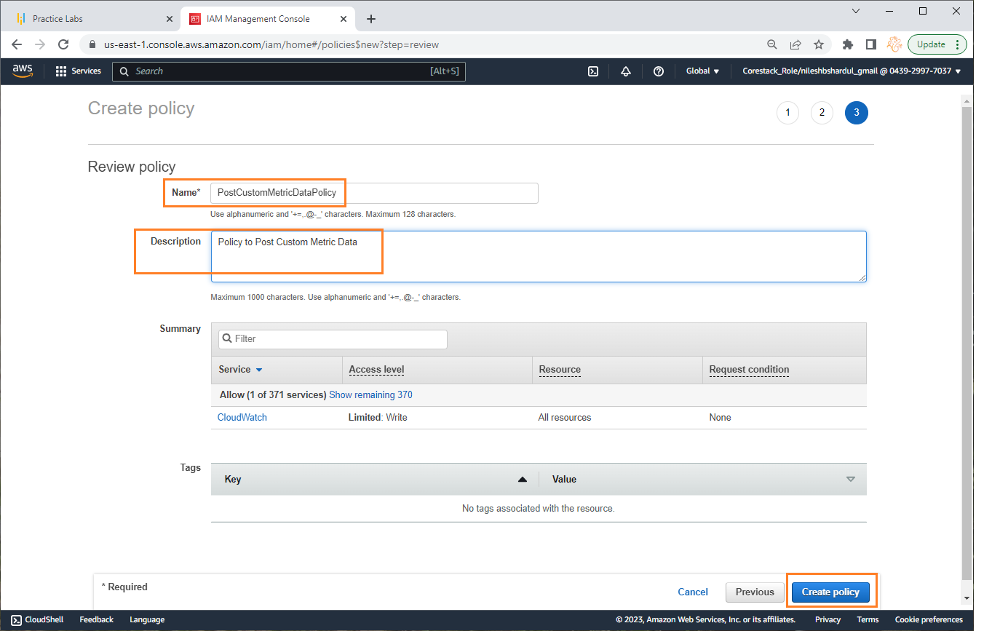 Practice Labs
IAM Management Console
us-east-1.console.aws.amazon.com/iam/home#/policies$new?step=review
Update
aws
Services
Search
[Alt+S]
Global
Corestack_Role/nileshbshardul_gmail @ 0439-2997-7037
Create policy
1 2 3
Review policy
Name* PostCustomMetricDataPolicy
Use alphanumeric and '+=,.@-_' characters. Maximum 128 characters.
Description Policy to Post Custom Metric Data
Maximum 1000 characters. Use alphanumeric and '+=,.@-_' characters.
Summary
Filter
Service Access level Resource Request condition
Allow (1 of 371 services) Show remaining 370
CloudWatch Limited: Write All resources None
Tags
Key Value
No tags associated with the resource.
* Required
Cancel Previous Create policy
CloudShell Feedback Language © 2023, Amazon Web Services, Inc. or its affiliates. Privacy Terms Cookie preferences